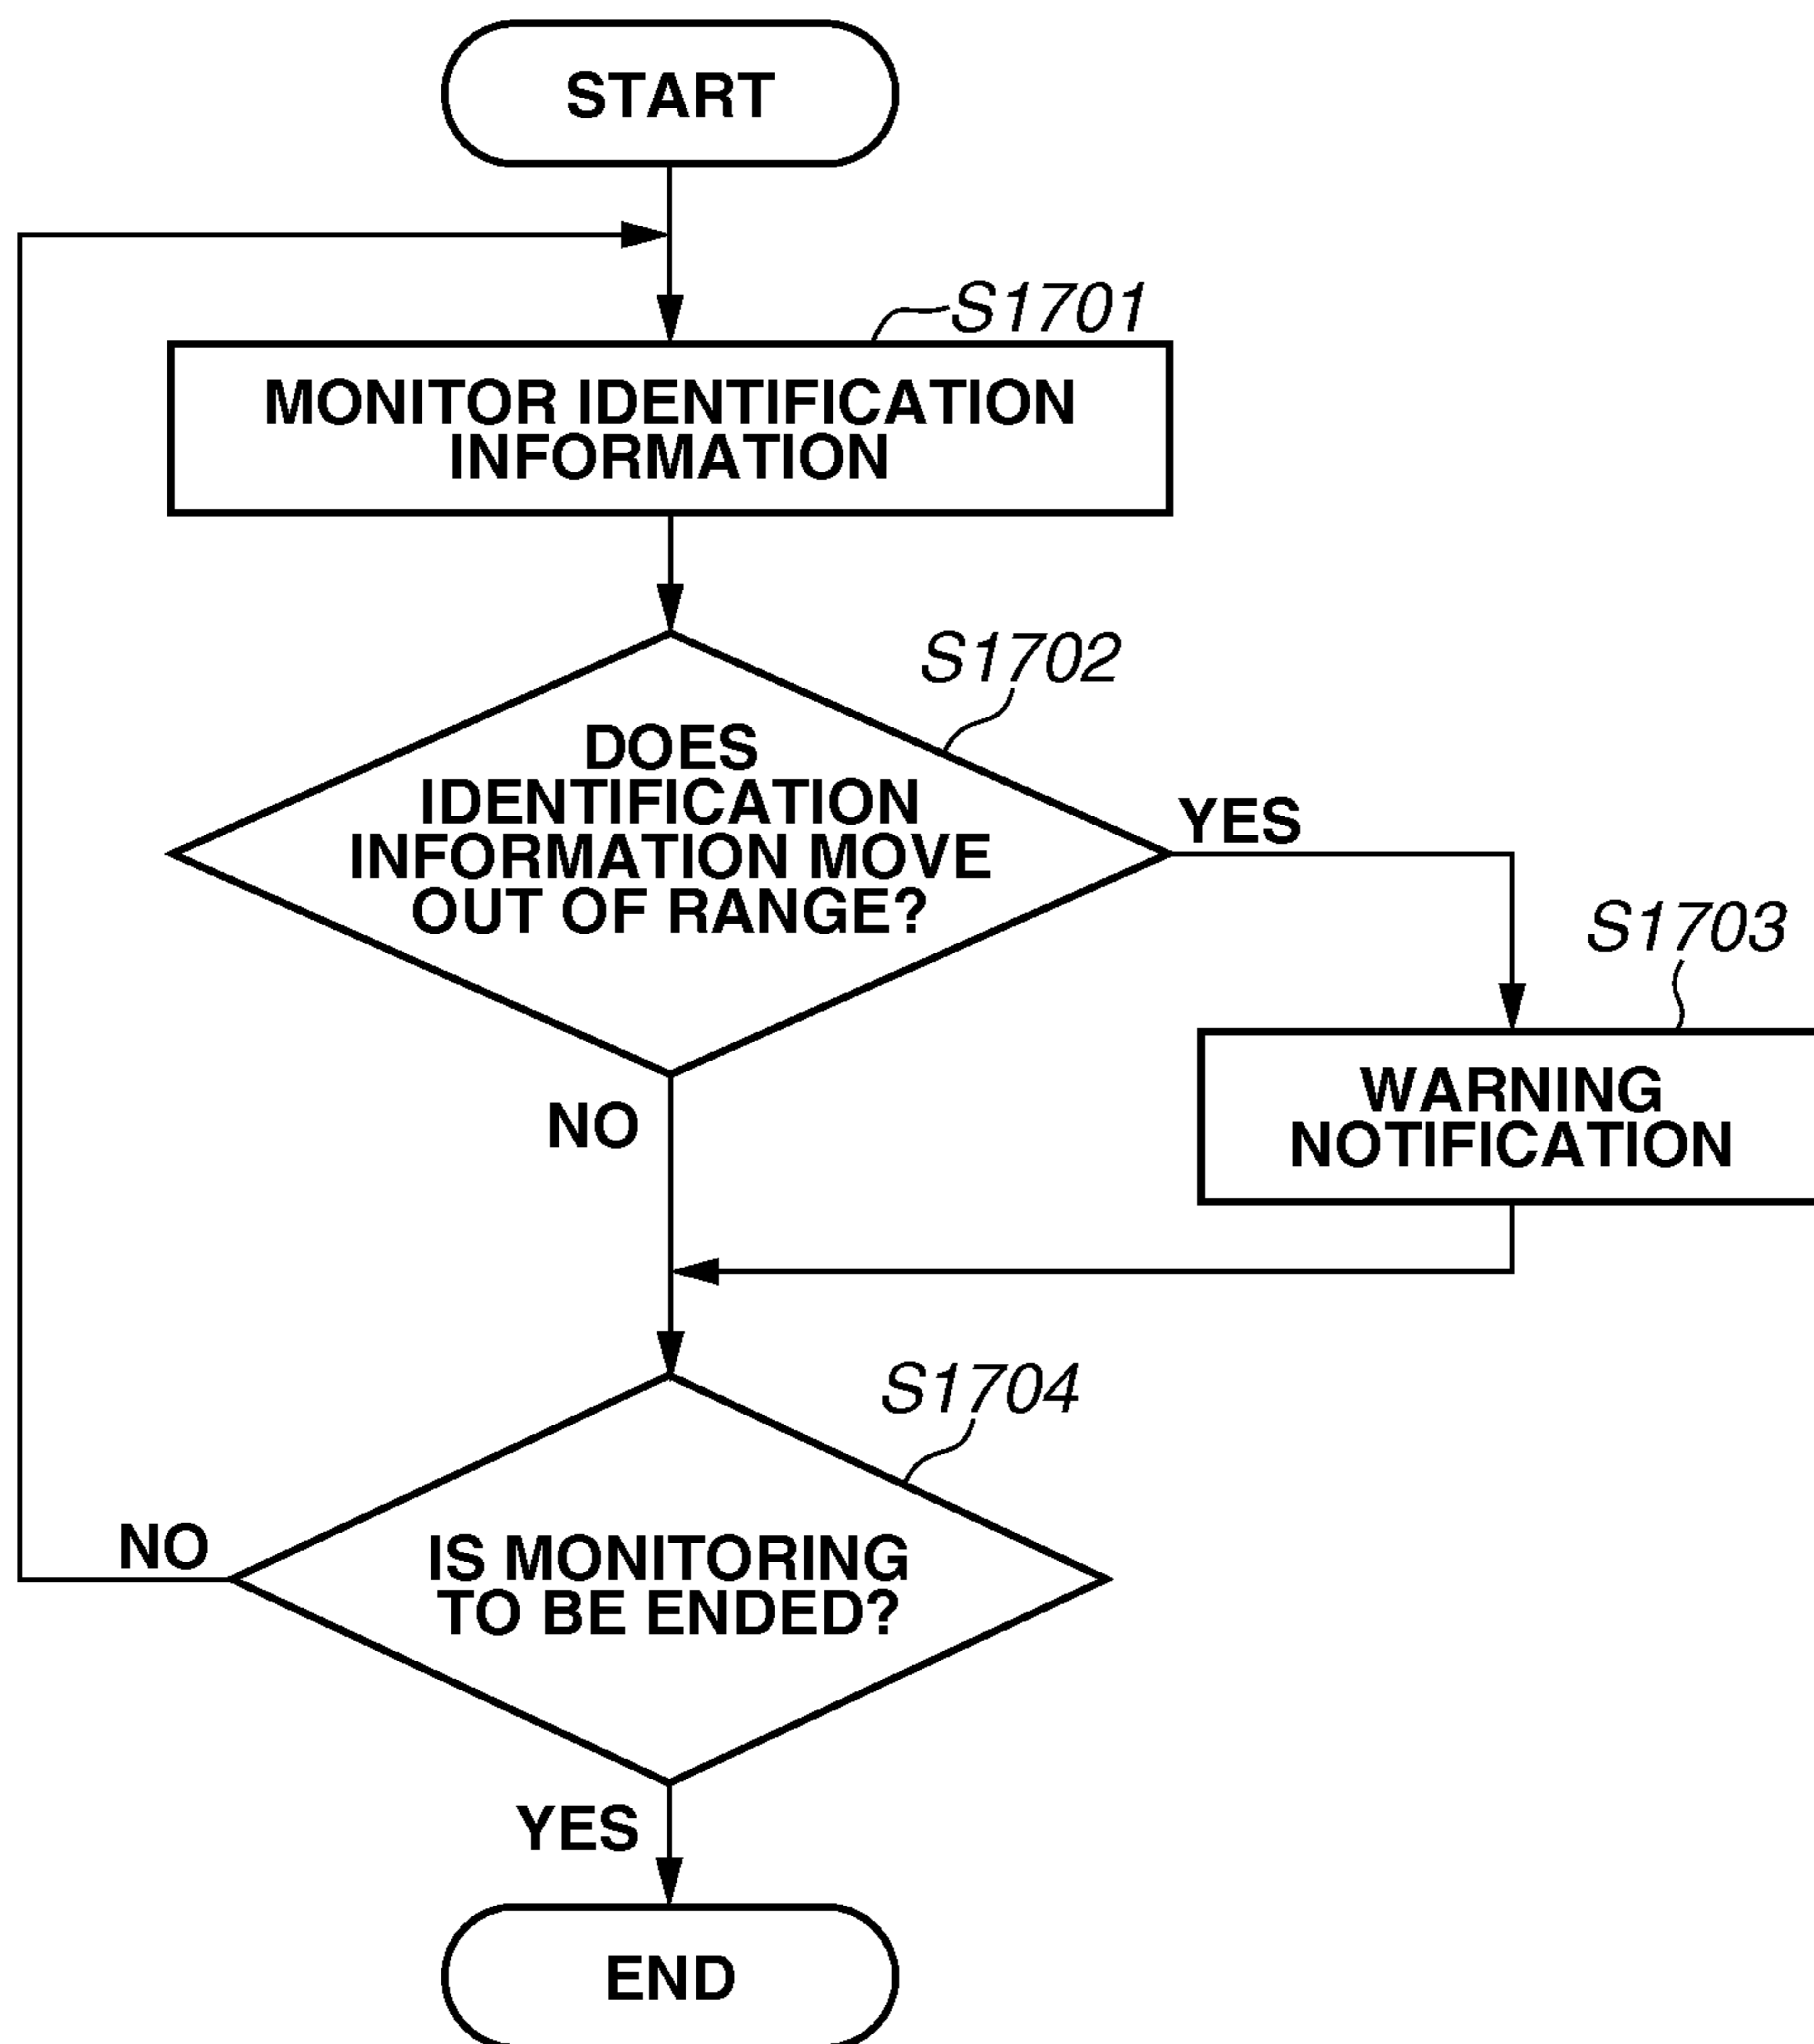 START
S1701
MONITOR IDENTIFICATION
INFORMATION
S1702
DOES
IDENTIFICATION
INFORMATION MOVE
OUT OF RANGE?
YES
S1703
WARNING
NOTIFICATION
NO
S1704
IS MONITORING
TO BE ENDED?
NO
YES
END